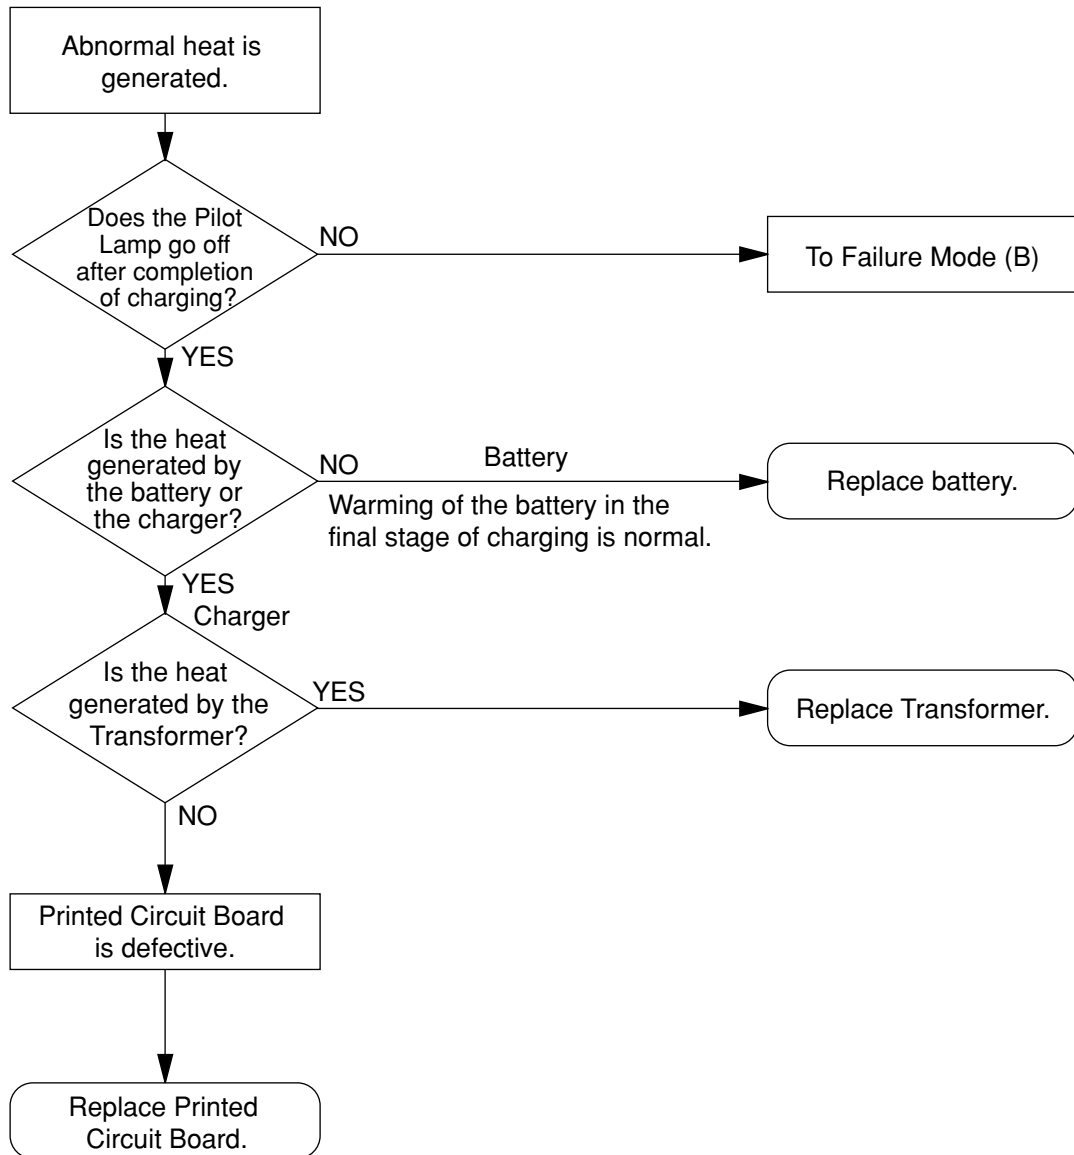 Abnormal heat is
generated.
Does the Pilot
Lamp go off
after completion
of charging?
NO
To Failure Mode (B)
YES
Is the heat
generated by
the battery or
the charger?
NO
Battery
Warming of the battery in the
final stage of charging is normal.
Replace battery.
YES
Charger
Is the heat
generated by the
Transformer?
YES
Replace Transformer.
NO
Printed Circuit Board
is defective.
Replace Printed
Circuit Board.